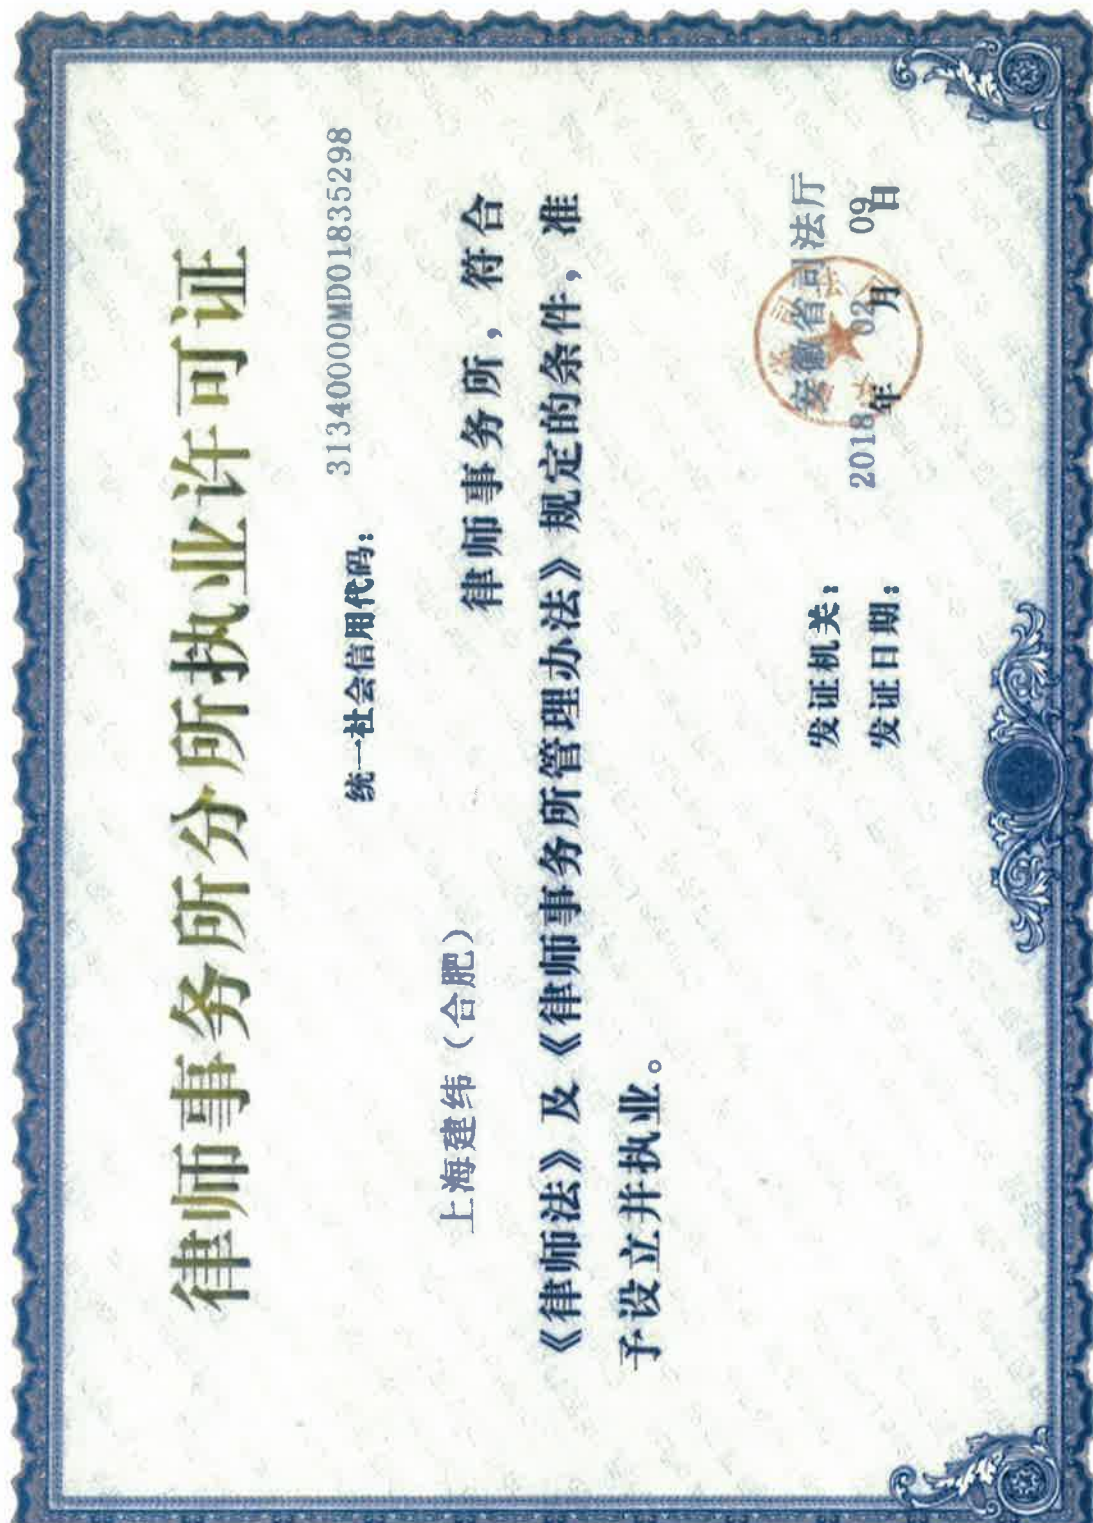 律师事务所分所执业许可证
统一社会信用代码： 31340000MD01835298
上海建纬（合肥） 律师事务所，符合
《律师法》及《律师事务所管理办法》规定的条件，准
予设立并执业。
发证机关： 安徽省司法厅
发证日期： 2018年02月09日